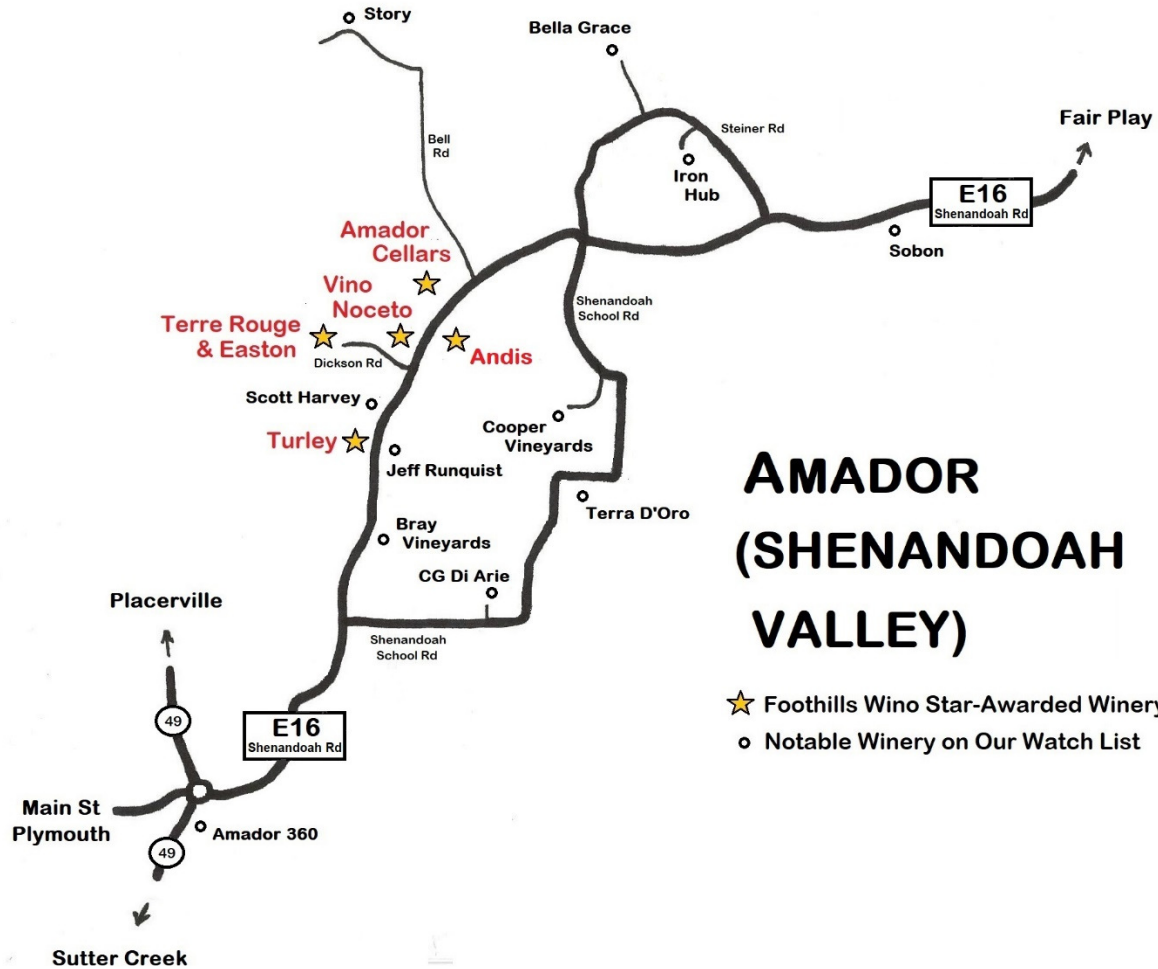 Story
Bella Grace
Fair Play
Steiner Rd
Bell
Rd
Iron
Hub
E16
Shenandoah Rd
Sobon
Amador
Cellars
Vino
Noceto
Terre Rouge
& Easton
Dickson Rd
Andis
Shenandoah
School Rd
Scott Harvey
Turley
Jeff Runquist
Cooper
Vineyards
Terra D'Oro
Bray
Vineyards
CG Di Arie
AMADOR
(SHENANDOAH
VALLEY)
Placerville
Shenandoah
School Rd
49
E16
Shenandoah Rd
Foothills Wino Star-Awarded Winery
Notable Winery on Our Watch List
Main St
Plymouth
Amador 360
49
Sutter Creek